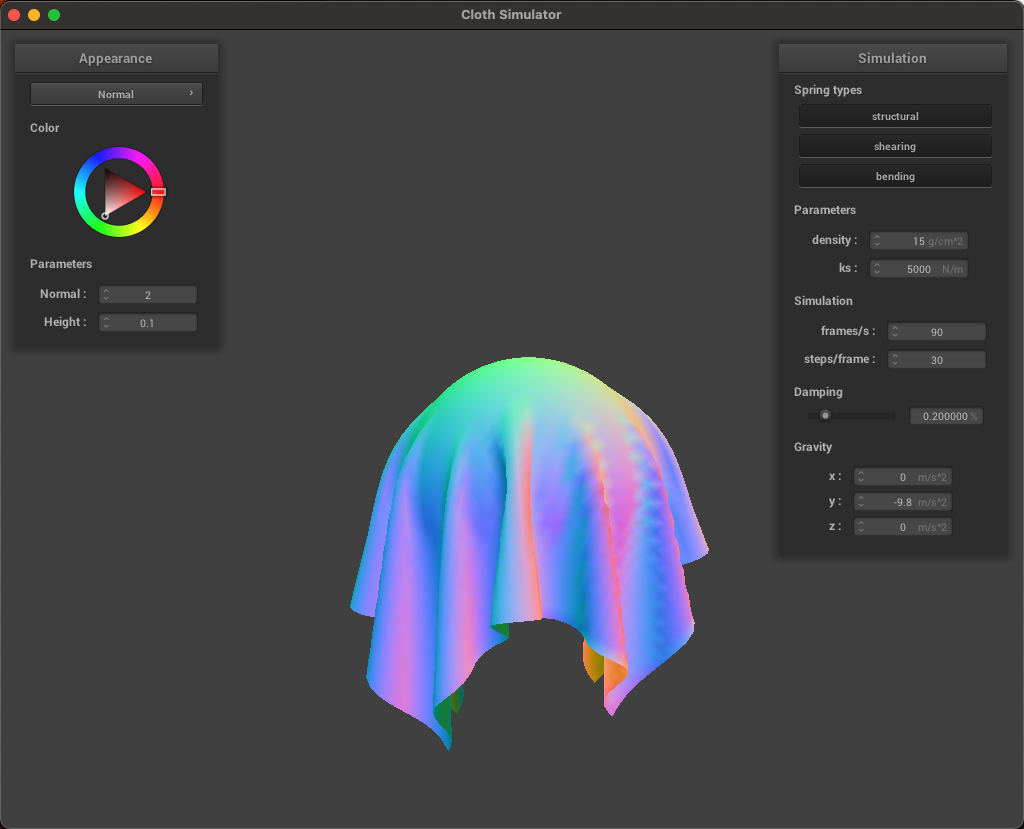 Cloth Simulator
Appearance
Normal
Color
Parameters
Normal : 2
Height : 0.1
Simulation
Spring types
structural
shearing
bending
Parameters
density : 15 g/cm^2
ks : 5000 N/m
Simulation
frames/s : 90
steps/frame : 30
Damping
0.200000 %
Gravity
x : 0 m/s^2
y : -9.8 m/s^2
z : 0 m/s^2